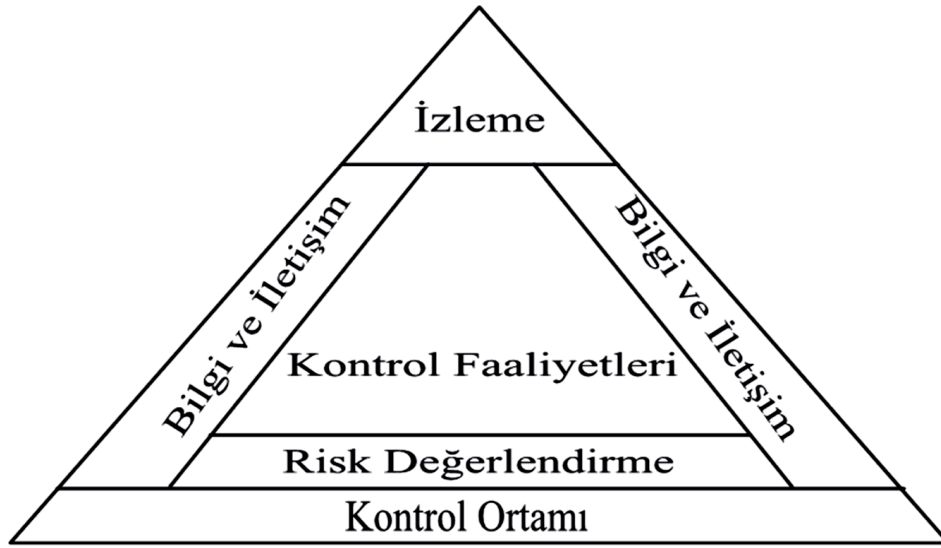 İzleme
Bilgi ve İletişim
Bilgi ve İletişim
Kontrol Faaliyetleri
Risk Değerlendirme
Kontrol Ortamı